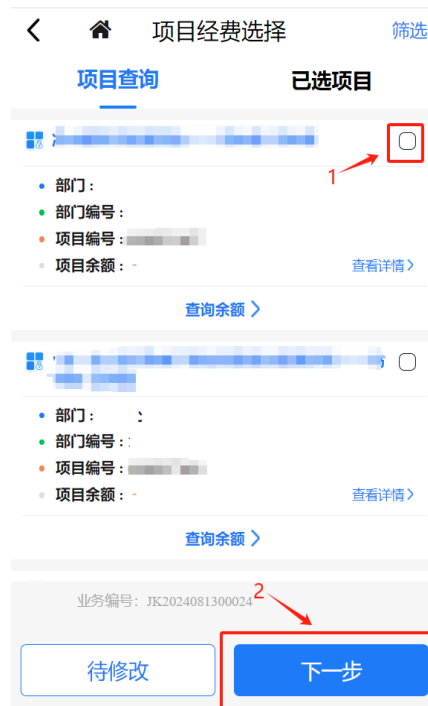 项目经费选择 筛选
项目查询 已选项目
1
部门：
部门编号：
项目编号：
项目余额： - 查看详情
查询余额
部门：
部门编号：
项目编号：
项目余额： - 查看详情
查询余额
业务编号： JK2024081300024
2
待修改 下一步